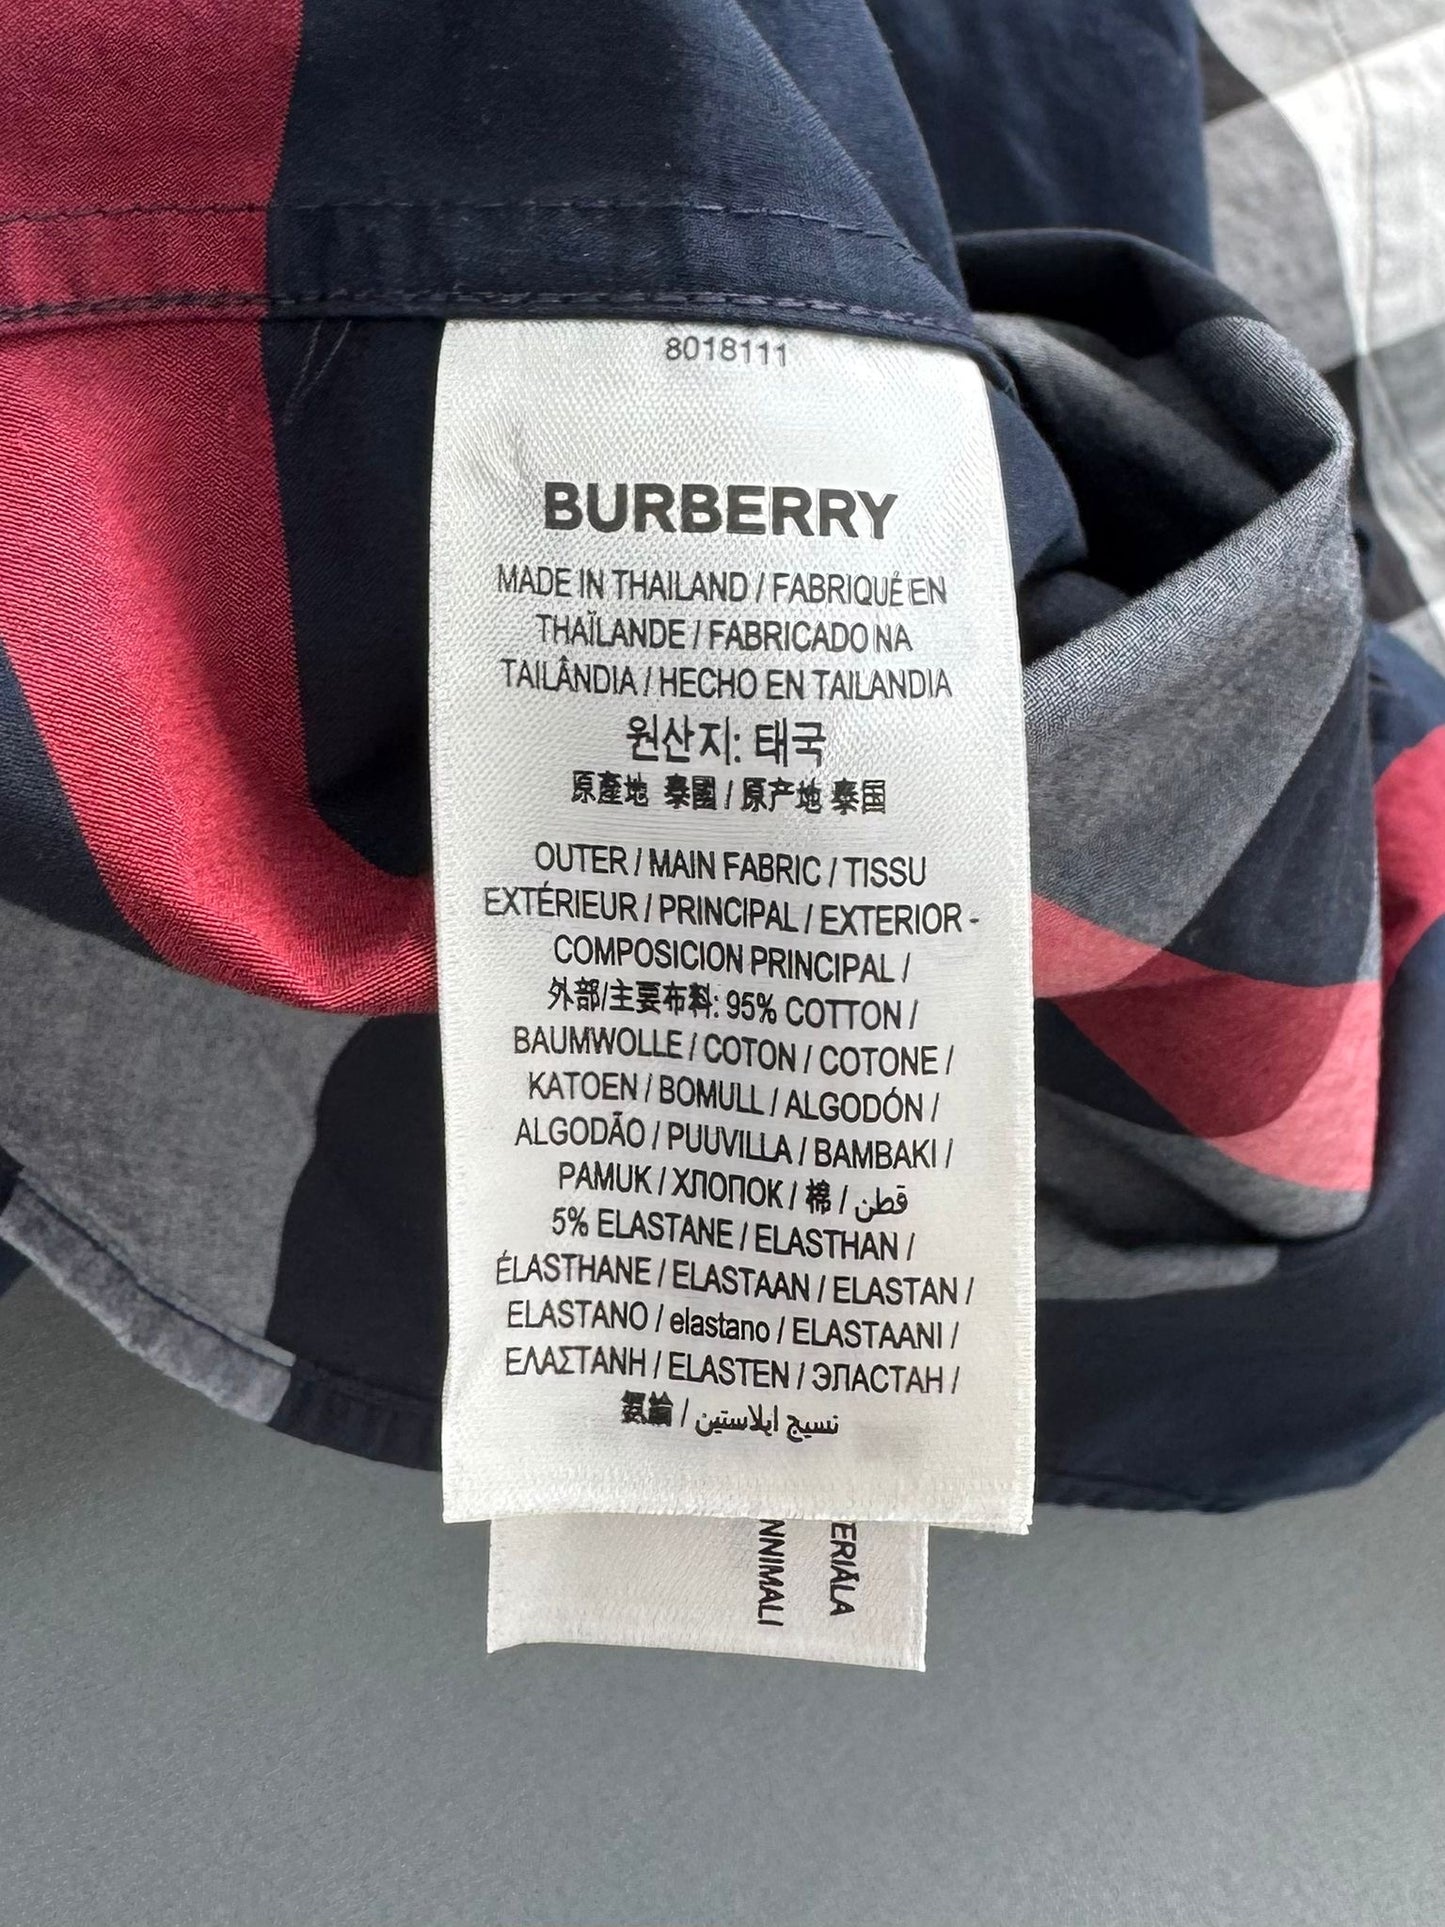 8018111
BURBERRY
MADE IN THAILAND / FABRIQUÉ EN
THAÏLANDE / FABRICADO NA
TAILÂNDIA / HECHO EN TAILANDIA
원산지: 태국
原產地 泰國 / 原产地 泰国
OUTER / MAIN FABRIC / TISSU
EXTÉRIEUR / PRINCIPAL / EXTERIOR -
COMPOSICION PRINCIPAL /
外部/主要布料: 95% COTTON /
BAUMWOLLE / COTON / COTONE /
KATOEN / BOMULL / ALGODÓN /
ALGODÃO / PUUVILLA / BAMBAKI /
PAMUK / ХЛОПОК / 棉 / قطن
5% ELASTANE / ELASTHAN /
ÉLASTHANE / ELASTAAN / ELASTAN /
ELASTANO / elastano / ELASTAANI /
ΕΛΑΣΤΑΝΗ / ELASTEN / ЭЛАСТАН /
氨綸 / نسيج ايلاستين
ERIĀLA
NNIMALI